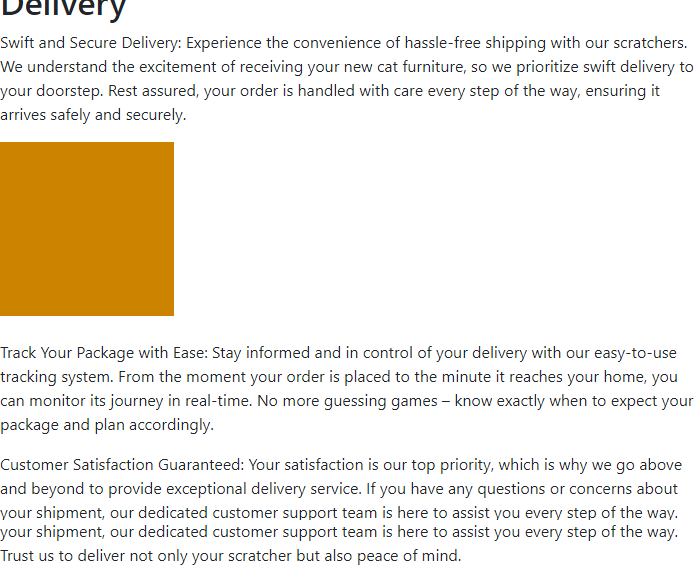 Delivery
Swift and Secure Delivery: Experience the convenience of hassle-free shipping with our scratchers.
We understand the excitement of receiving your new cat furniture, so we prioritize swift delivery to
your doorstep. Rest assured, your order is handled with care every step of the way, ensuring it
arrives safely and securely.
Track Your Package with Ease: Stay informed and in control of your delivery with our easy-to-use
tracking system. From the moment your order is placed to the minute it reaches your home, you
can monitor its journey in real-time. No more guessing games – know exactly when to expect your
package and plan accordingly.
Customer Satisfaction Guaranteed: Your satisfaction is our top priority, which is why we go above
and beyond to provide exceptional delivery service. If you have any questions or concerns about
your shipment, our dedicated customer support team is here to assist you every step of the way.
your shipment, our dedicated customer support team is here to assist you every step of the way.
Trust us to deliver not only your scratcher but also peace of mind.